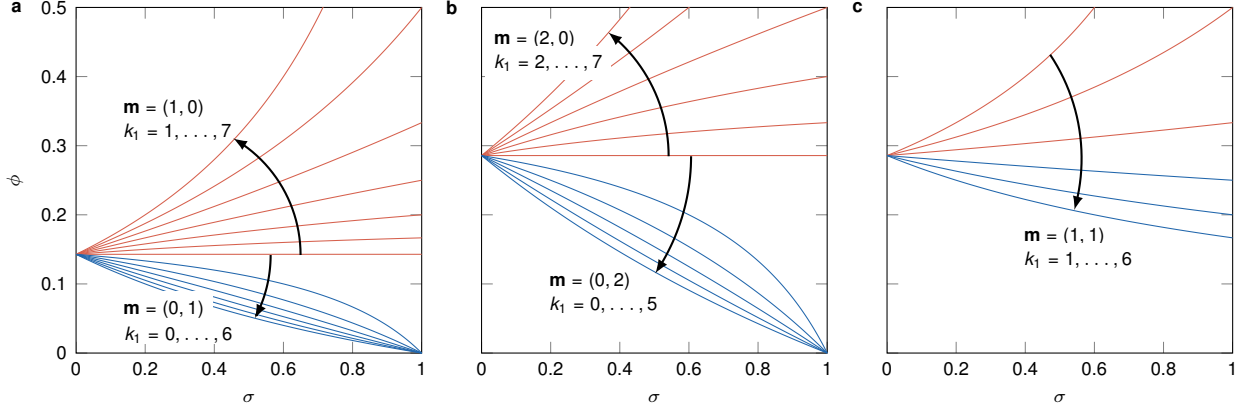 a
b
c
0.5
0.4
0.3
0.2
0.1
0
ϕ
m = (1, 0)
k₁ = 1, . . . , 7
m = (0, 1)
k₁ = 0, . . . , 6
0 0.2 0.4 0.6 0.8 1
σ
m = (2, 0)
k₁ = 2, . . . , 7
m = (0, 2)
k₁ = 0, . . . , 5
0 0.2 0.4 0.6 0.8 1
σ
m = (1, 1)
k₁ = 1, . . . , 6
0 0.2 0.4 0.6 0.8 1
σ